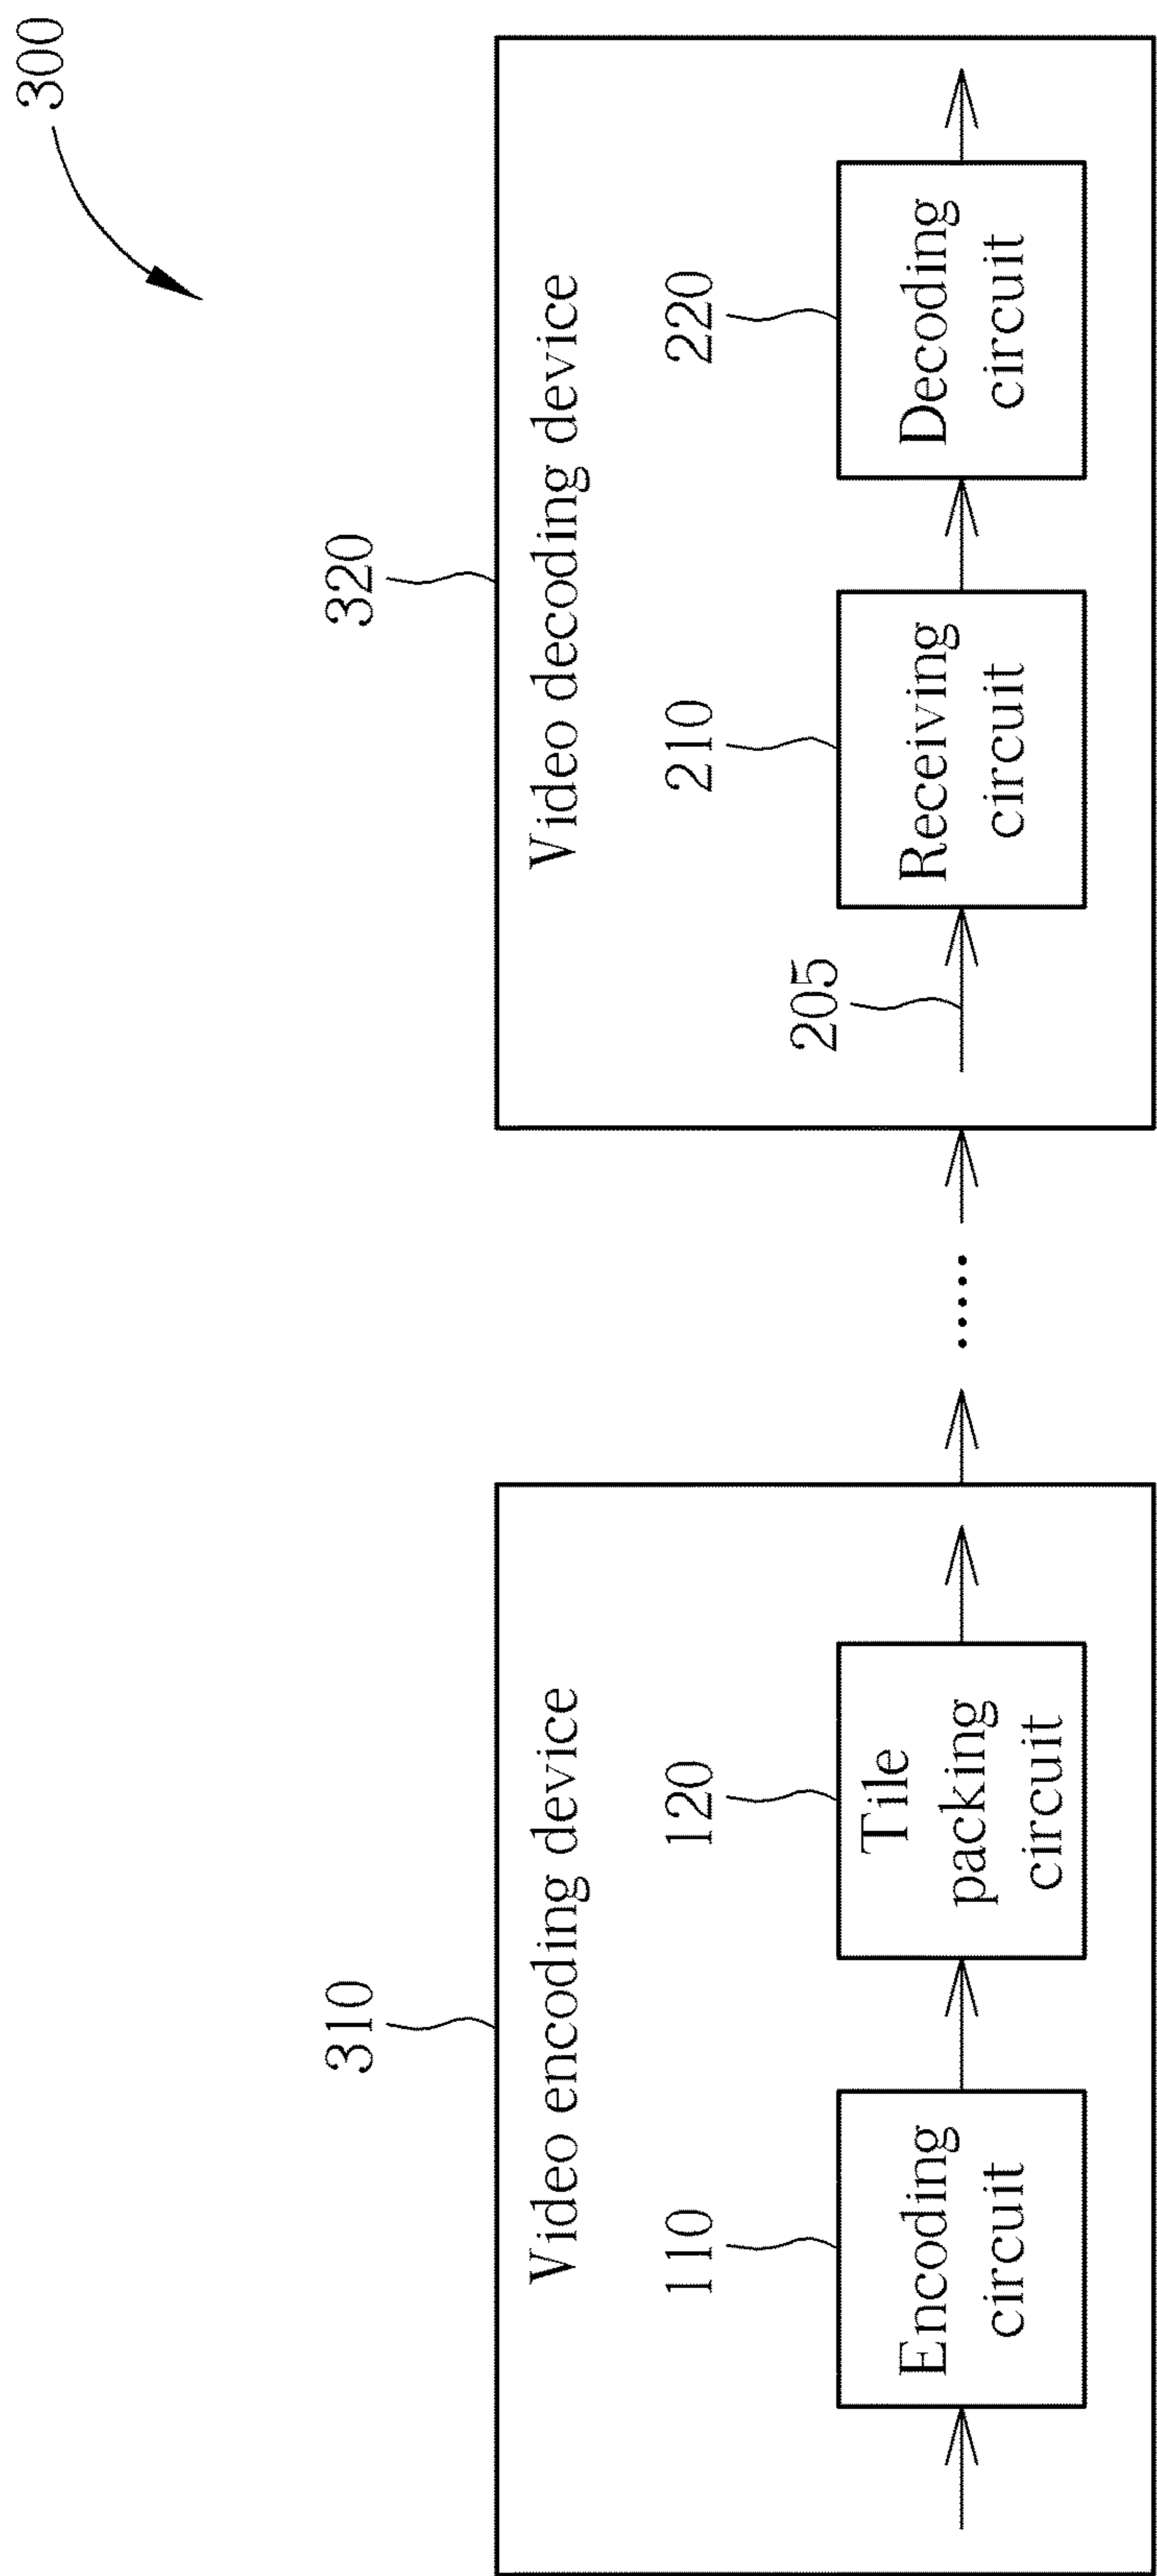 300
310
Video encoding device
110
Encoding
circuit
120
Tile
packing
circuit
320
Video decoding device
205
210
Receiving
circuit
220
Decoding
circuit